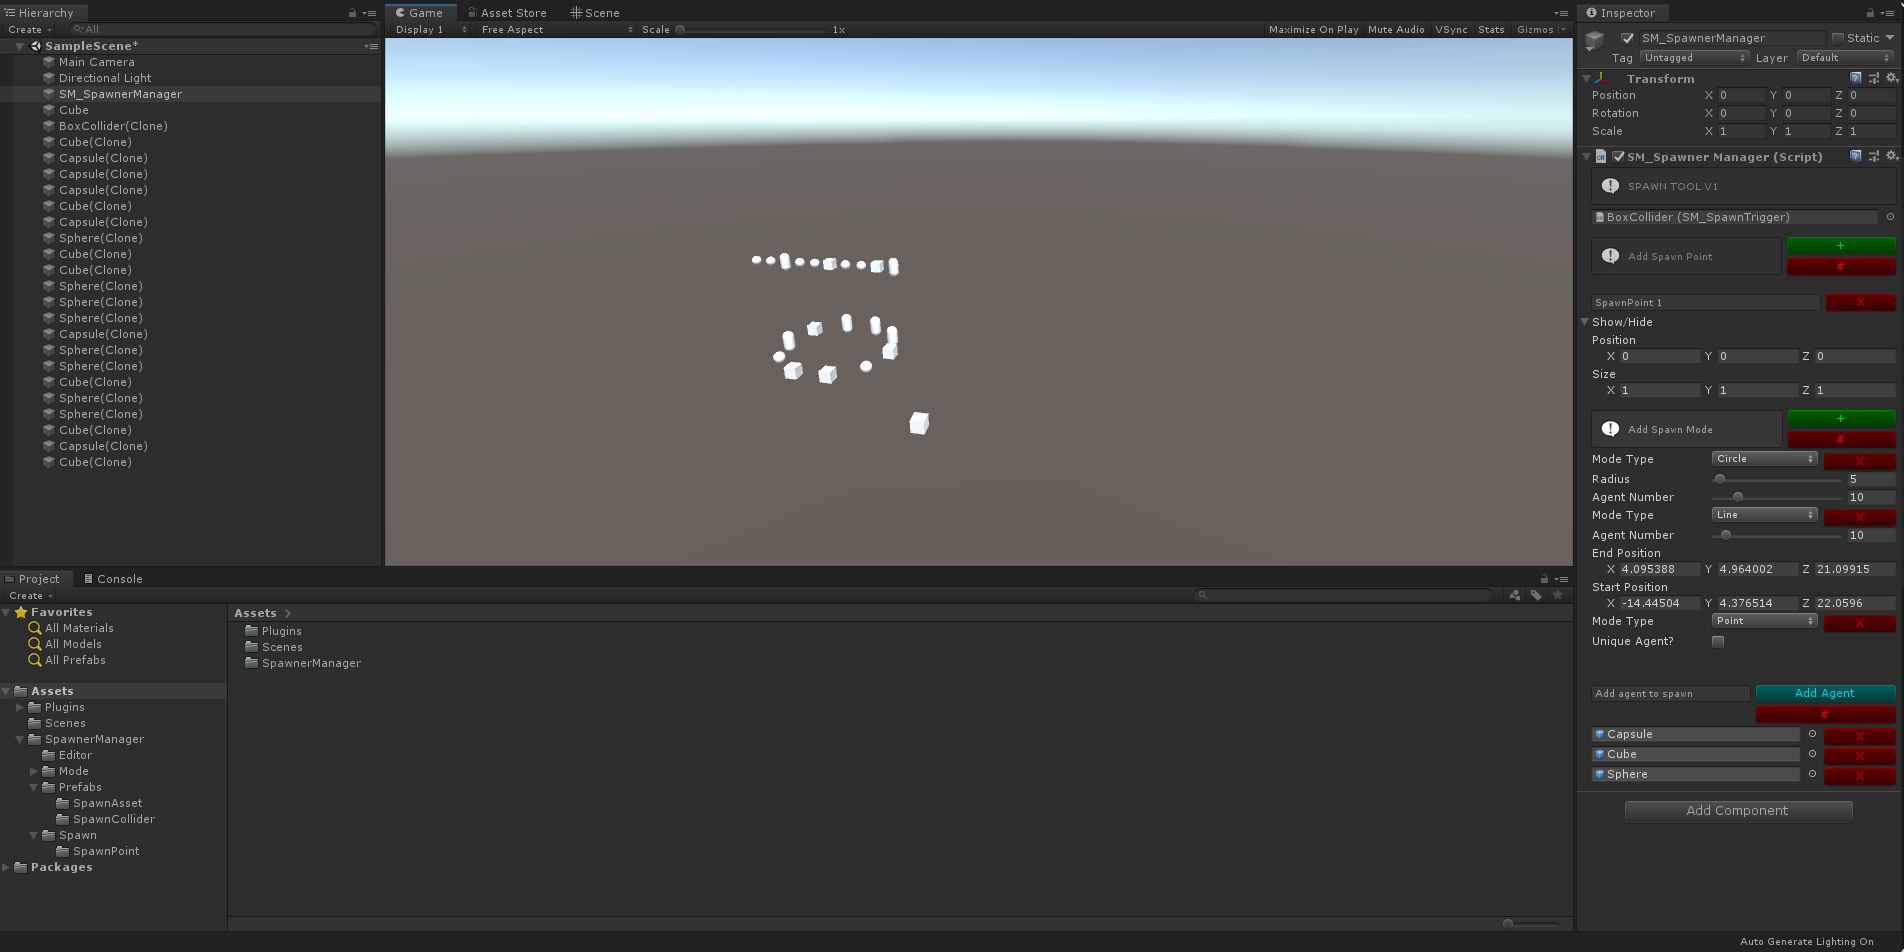 Hierarchy
Create
All
SampleScene*
Main Camera
Directional Light
SM_SpawnerManager
Cube
BoxCollider(Clone)
Cube(Clone)
Capsule(Clone)
Capsule(Clone)
Capsule(Clone)
Cube(Clone)
Capsule(Clone)
Sphere(Clone)
Cube(Clone)
Cube(Clone)
Sphere(Clone)
Sphere(Clone)
Sphere(Clone)
Capsule(Clone)
Sphere(Clone)
Sphere(Clone)
Cube(Clone)
Sphere(Clone)
Sphere(Clone)
Cube(Clone)
Capsule(Clone)
Cube(Clone)
Game Asset Store Scene
Display 1 Free Aspect Scale 1x Maximize On Play Mute Audio VSync Stats Gizmos
Project Console
Create
Favorites
All Materials
All Models
All Prefabs
Assets
Plugins
Scenes
SpawnerManager
Editor
Mode
Prefabs
SpawnAsset
SpawnCollider
Spawn
SpawnPoint
Packages
Assets
Plugins
Scenes
SpawnerManager
Inspector
SM_SpawnerManager Static
Tag Untagged Layer Default
Transform
Position X 0 Y 0 Z 0
Rotation X 0 Y 0 Z 0
Scale X 1 Y 1 Z 1
SM_Spawner Manager (Script)
SPAWN TOOL V1
BoxCollider (SM_SpawnTrigger)
Add Spawn Point
+
#
SpawnPoint 1 X
Show/Hide
Position
X 0 Y 0 Z 0
Size
X 1 Y 1 Z 1
Add Spawn Mode
+
#
Mode Type Circle X
Radius 5
Agent Number 10
Mode Type Line X
Agent Number 10
End Position
X 4.095388 Y 4.964002 Z 21.09915
Start Position
X -14.44504 Y 4.376514 Z 22.0596
Mode Type Point X
Unique Agent?
Add agent to spawn Add Agent
#
Capsule X
Cube X
Sphere X
Add Component
Auto Generate Lighting On